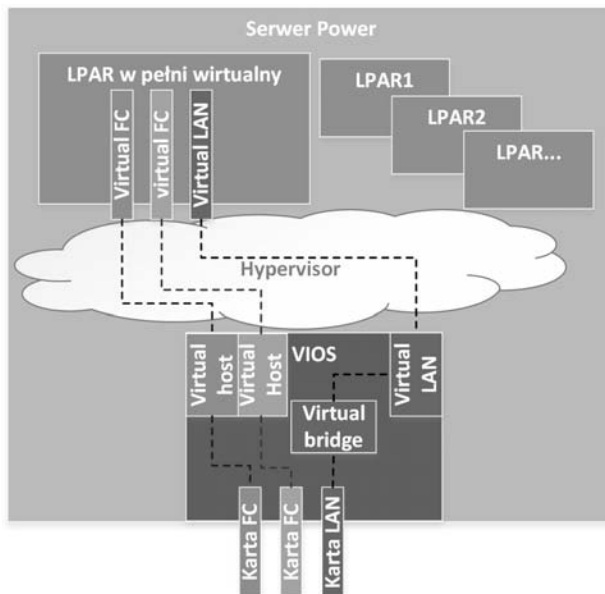 Serwer Power
LPAR w pełni wirtualny
Virtual FC
virtual FC
Virtual LAN
LPAR1
LPAR2
LPAR...
Hypervisor
Virtual
host
Virtual
Host
VIOS
Virtual
LAN
Virtual
bridge
Karta FC
Karta FC
Karta LAN